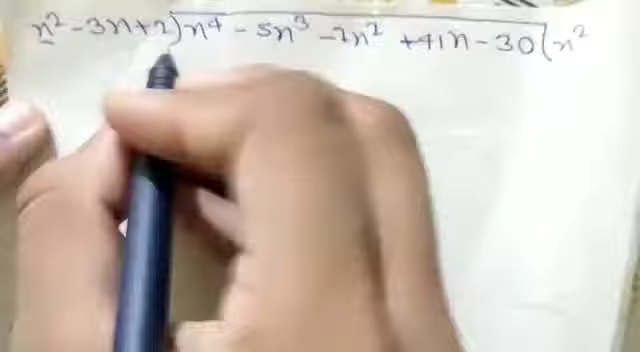 x² - 3x + 2) x⁴ - 5x³ - 7x² + 41x - 30 (x²